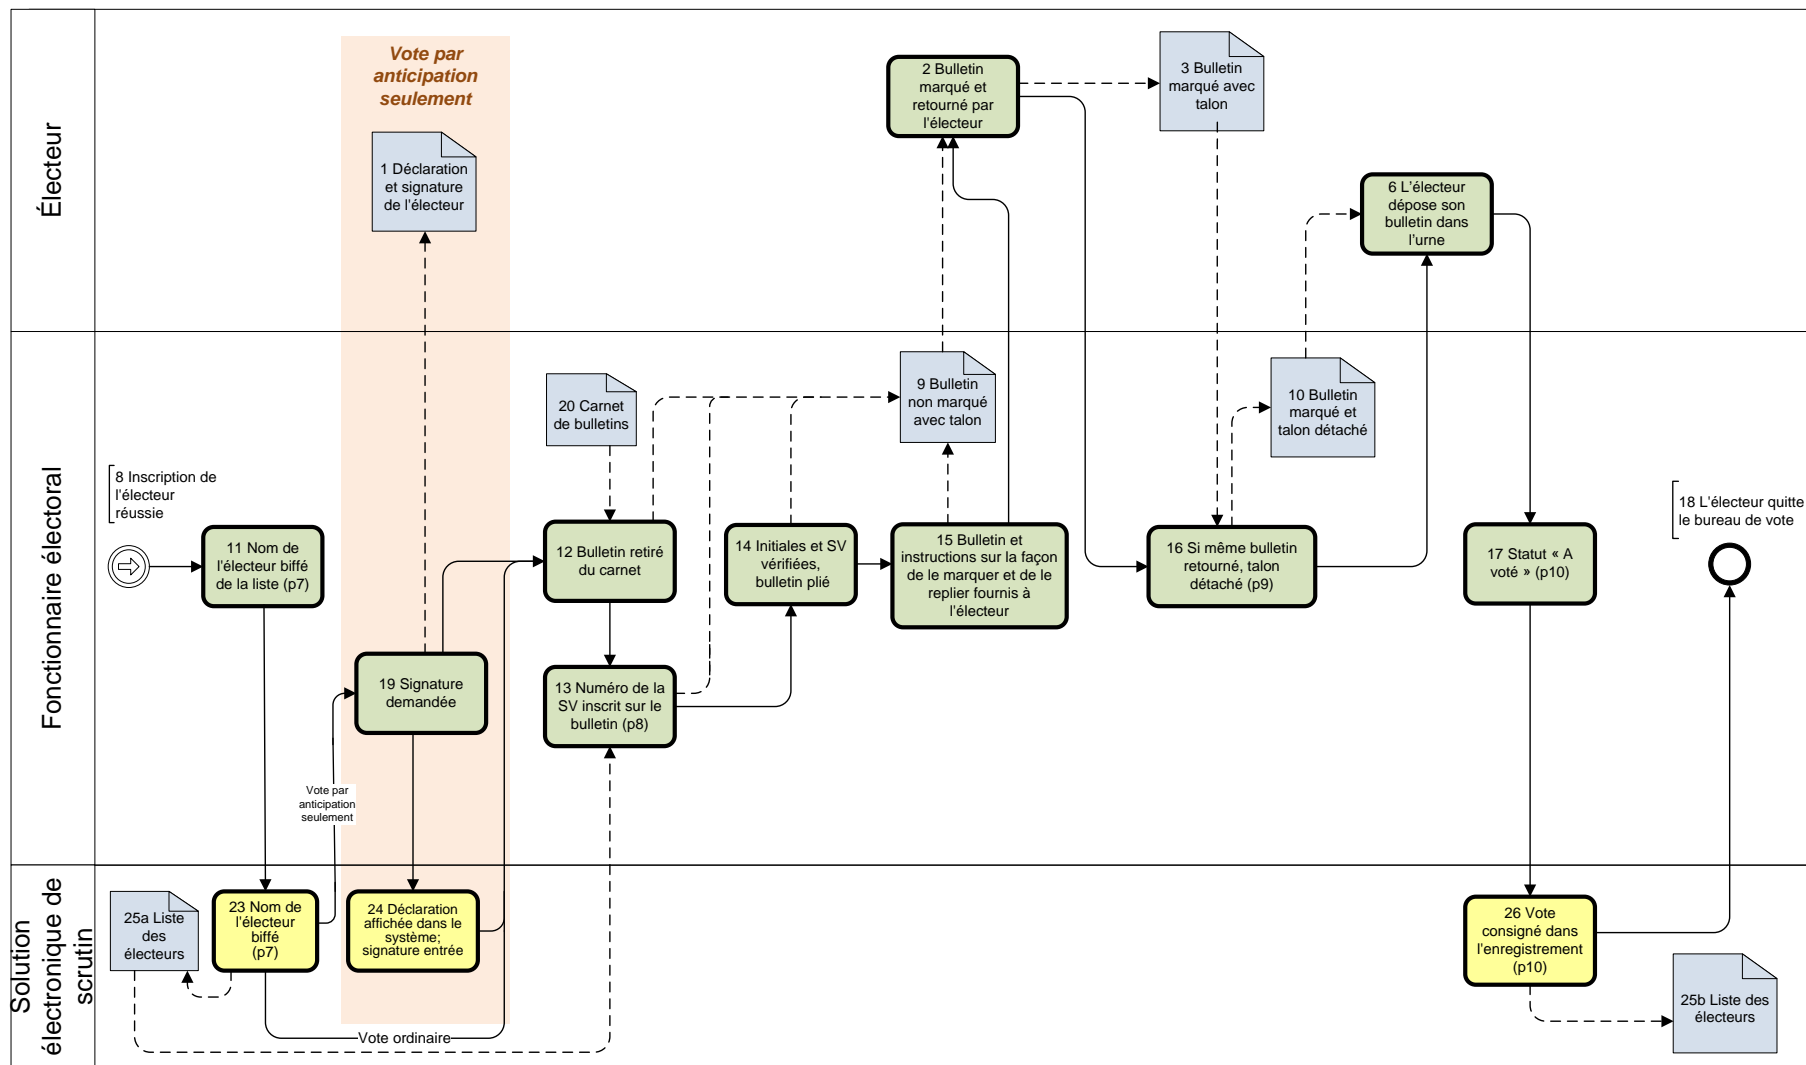 Électeur
Vote par
anticipation
seulement
1 Déclaration
et signature
de l'électeur
2 Bulletin
marqué et
retourné par
l'électeur
3 Bulletin
marqué avec
talon
6 L'électeur
dépose son
bulletin dans
l'urne
Fonctionnaire électoral
8 Inscription de
l'électeur
réussie
11 Nom de
l'électeur biffé
de la liste (p7)
19 Signature
demandée
Vote par
anticipation
seulement
20 Carnet
de bulletins
12 Bulletin retiré
du carnet
13 Numéro de la
SV inscrit sur le
bulletin (p8)
14 Initiales et SV
vérifiées,
bulletin plié
9 Bulletin
non marqué
avec talon
15 Bulletin et
instructions sur la façon
de le marquer et de le
replier fournis à
l'électeur
10 Bulletin
marqué et
talon détaché
16 Si même bulletin
retourné, talon
détaché (p9)
17 Statut « A
voté » (p10)
18 L'électeur quitte
le bureau de vote
Solution
électronique de
scrutin
25a Liste
des
électeurs
23 Nom de
l'électeur
biffé
(p7)
24 Déclaration
affichée dans le
système;
signature entrée
Vote ordinaire
26 Vote
consigné dans
l'enregistrement
(p10)
25b Liste des
électeurs